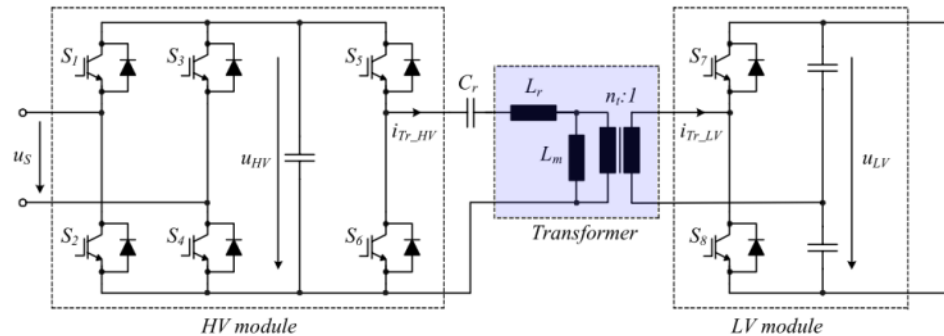 S1
S3
S5
S7
Cr
Lr
nt:1
iTr_HV
iTr_LV
uS
uHV
Lm
uLV
S2
S4
S6
S8
Transformer
HV module
LV module